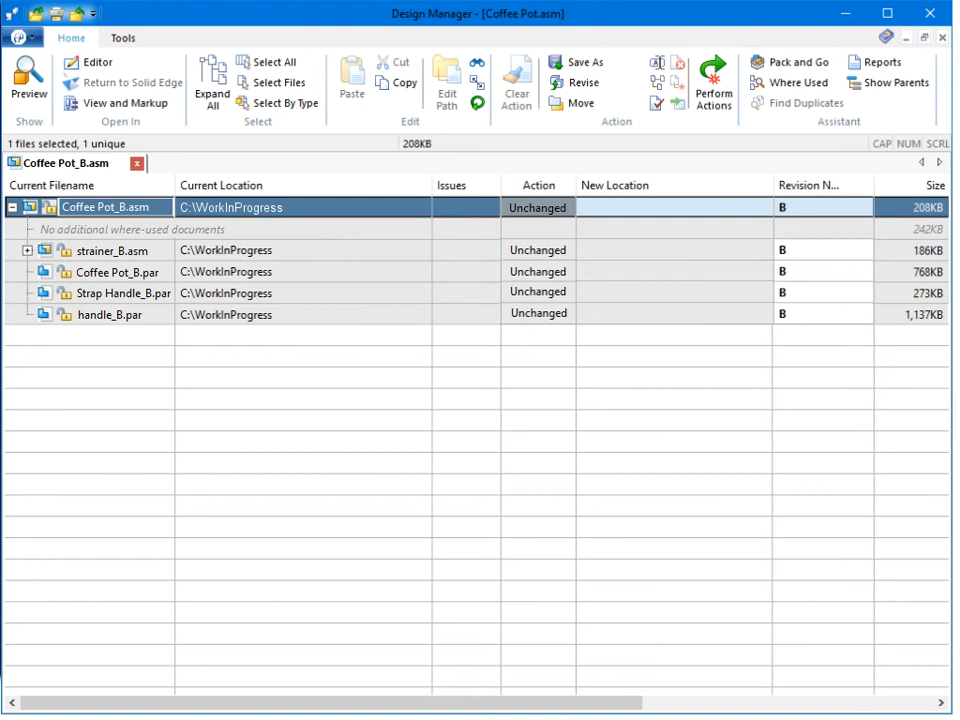 Design Manager - [Coffee Pot.asm]
Home Tools
Preview
Show
Editor
Return to Solid Edge
View and Markup
Open In
Expand All
Select All
Select Files
Select By Type
Select
Paste
Cut
Copy
Edit Path
Edit
Clear Action
Save As
Revise
Move
Perform Actions
Action
Pack and Go
Where Used
Find Duplicates
Reports
Show Parents
Assistant
1 files selected, 1 unique 208KB CAP NUM SCRL
Coffee Pot_B.asm
Current Filename Current Location Issues Action New Location Revision N... Size
Coffee Pot_B.asm C:\WorkInProgress Unchanged B 208KB
No additional where-used documents 242KB
strainer_B.asm C:\WorkInProgress Unchanged B 186KB
Coffee Pot_B.par C:\WorkInProgress Unchanged B 768KB
Strap Handle_B.par C:\WorkInProgress Unchanged B 273KB
handle_B.par C:\WorkInProgress Unchanged B 1,137KB